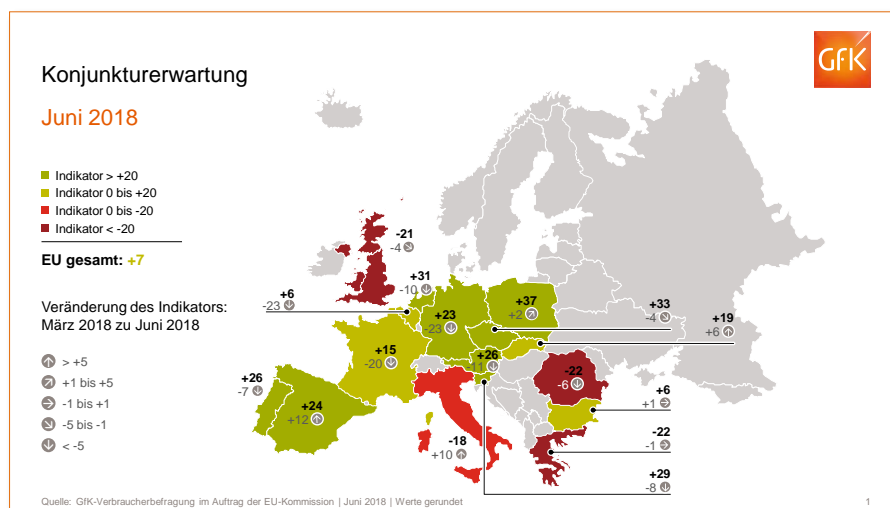 GFK
Konjunkturerwartung
Juni 2018
Indikator > +20
Indikator 0 bis +20
Indikator 0 bis -20
Indikator < -20
EU gesamt: +7
Veränderung des Indikators:
März 2018 zu Juni 2018
> +5
+1 bis +5
-1 bis +1
-5 bis -1
< -5
-21
-4
+31
-10
+6
-23
+37
+2
+33
-4
+23
-23
+19
+6
+15
-20
+26
-11
-22
-6
+26
-7
+24
+12
+6
+1
-18
+10
-22
-1
+29
-8
Quelle: GfK-Verbraucherbefragung im Auftrag der EU-Kommission | Juni 2018 | Werte gerundet
1